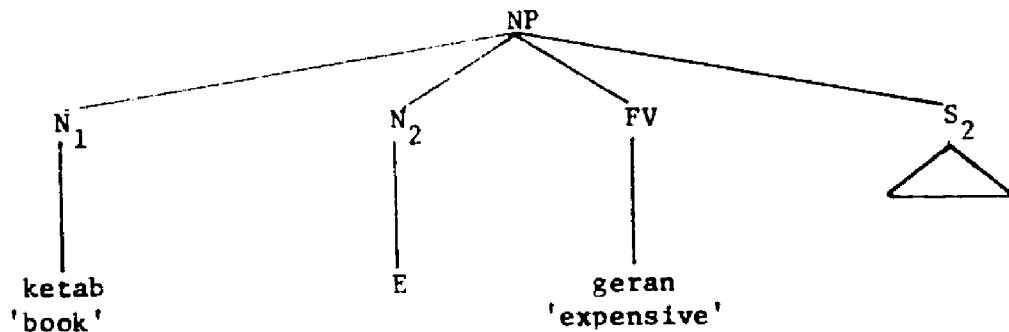 NP
N₁ N₂ FV S₂
ketab E geran
'book' 'expensive'